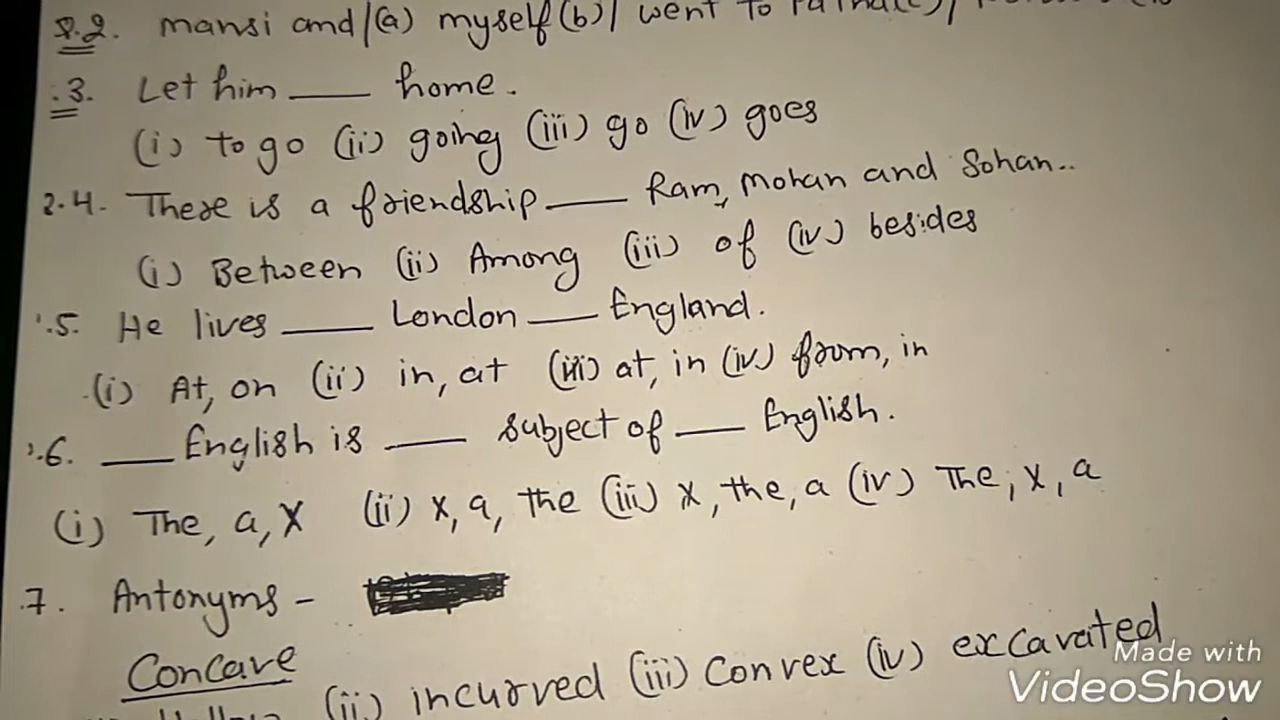 8.2. mansi and/(a) myself(b)/ went to
.3. Let him ___ home.
(i) to go (ii) going (iii) go (iv) goes
2.4. There is a friendship ___ Ram, Mohan and Sohan..
(i) Between (ii) Among (iii) of (iv) besides
.5. He lives ___ London ___ England.
(i) At, on (ii) in, at (iii) at, in (iv) from, in
.6. ___ English is ___ subject of ___ English.
(i) The, a, X (ii) X, a, the (iii) X, the, a (iv) The, X, a
.7. Antonyms -
Concave
(ii) incurved (iii) Convex (iv) excavated
Made with
VideoShow